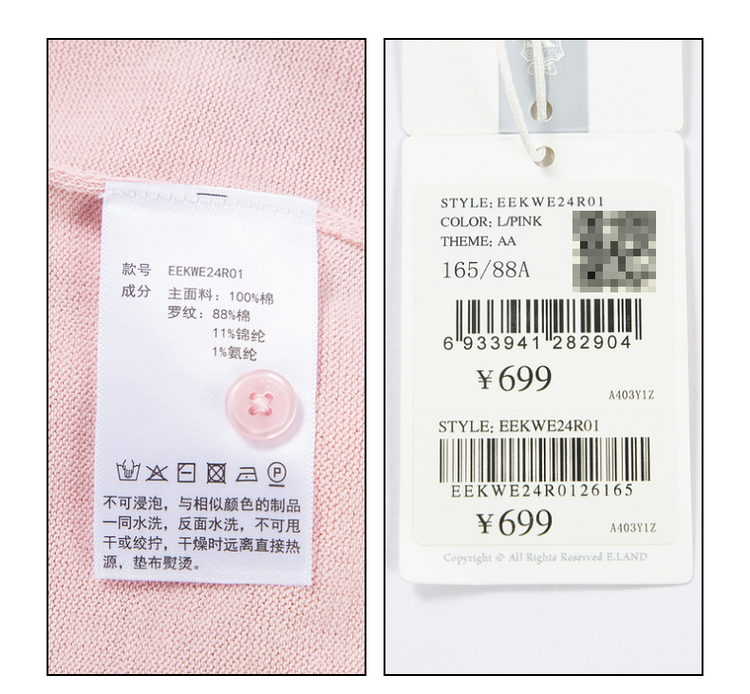 款号 EEKWE24R01
成分 主面料：100%棉
罗纹：88%棉
11%锦纶
1%氨纶
P
不可浸泡，与相似颜色的制品
一同水洗，反面水洗，不可甩
干或绞拧，干燥时远离直接热
源，垫布熨烫。
STYLE: EEKWE24R01
COLOR: L/PINK
THEME: AA
165/88A
6 933941 282904
¥699
A403Y1Z
STYLE: EEKWE24R01
EEKWE24R0126165
¥699
A403Y1Z
Copyright @ All Rights Reserved E.LAND